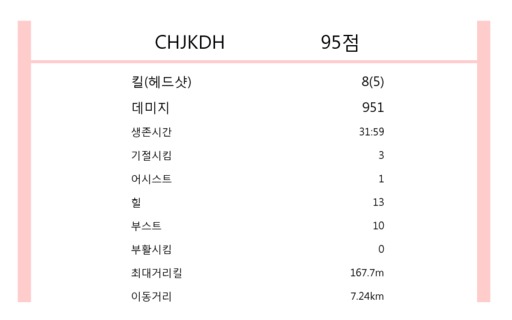 CHJKDH 95점
킬(헤드샷) 8(5)
데미지 951
생존시간 31:59
기절시킴 3
어시스트 1
힐 13
부스트 10
부활시킴 0
최대거리킬 167.7m
이동거리 7.24km